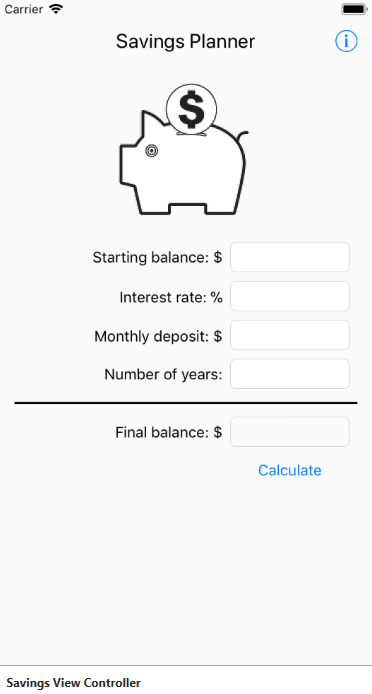 Carrier
Savings Planner
$
Starting balance: $
Interest rate: %
Monthly deposit: $
Number of years:
Final balance: $
Calculate
Savings View Controller